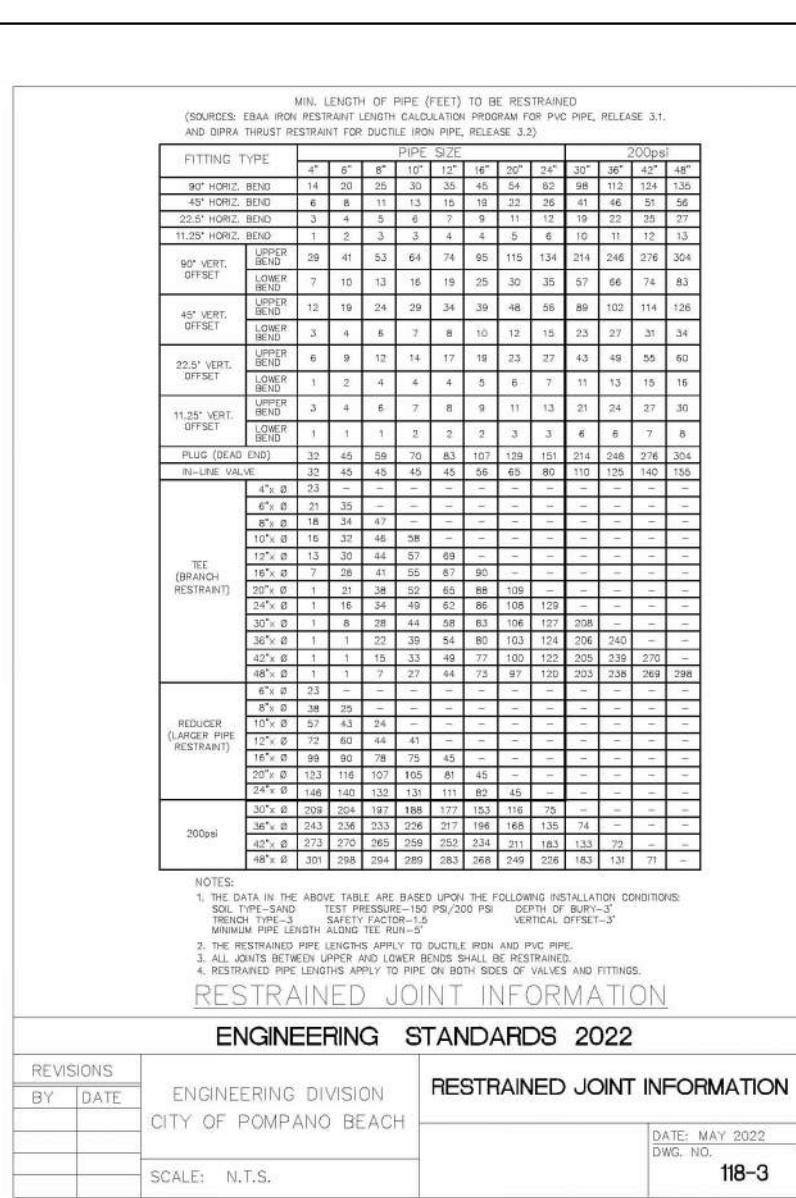 MIN. LENGTH OF PIPE (FEET) TO BE RESTRAINED
(SOURCES: EBAA IRON RESTRAINT LENGTH CALCULATION PROGRAM FOR PVC PIPE, RELEASE 3.1.
AND DIPRA THRUST RESTRAINT FOR DUCTILE IRON PIPE, RELEASE 3.2)
FITTING TYPE PIPE SIZE 200psi
4" 6" 8" 10" 12" 16" 20" 24" 30" 36" 42" 48"
90° HORIZ. BEND 14 20 25 30 35 45 54 62 98 112 124 135
45° HORIZ. BEND 6 8 11 13 15 19 22 26 41 46 51 56
22.5° HORIZ. BEND 3 4 5 6 7 9 11 12 19 22 25 27
11.25° HORIZ. BEND 1 2 3 3 4 4 5 6 10 11 12 13
90° VERT. OFFSET UPPER BEND 29 41 53 64 74 95 115 134 214 246 276 304
LOWER BEND 7 10 13 16 19 25 30 35 57 66 74 83
45° VERT. OFFSET UPPER BEND 12 19 24 29 34 39 48 56 89 102 114 126
LOWER BEND 3 4 6 7 8 10 12 15 23 27 31 34
22.5° VERT. OFFSET UPPER BEND 6 9 12 14 17 19 23 27 43 49 55 60
LOWER BEND 1 2 4 4 4 5 6 7 11 13 15 16
11.25° VERT. OFFSET UPPER BEND 3 4 6 7 8 9 11 13 21 24 27 30
LOWER BEND 1 1 1 2 2 2 3 3 6 6 7 8
PLUG (DEAD END) 32 45 59 70 83 107 129 151 214 246 276 304
IN-LINE VALVE 32 45 45 45 45 56 65 80 110 125 140 155
TEE (BRANCH RESTRAINT) 4"x Ø 23 – – – – – – – – – – –
6"x Ø 21 35 – – – – – – – – – –
8"x Ø 18 34 47 – – – – – – – – –
10"x Ø 16 32 46 58 – – – – – – – –
12"x Ø 13 30 44 57 69 – – – – – – –
16"x Ø 7 26 41 55 67 90 – – – – – –
20"x Ø 1 21 38 52 65 88 109 – – – – –
24"x Ø 1 16 34 49 62 86 108 129 – – – –
30"x Ø 1 8 28 44 58 83 106 127 208 – – –
36"x Ø 1 1 22 39 54 80 103 124 206 240 – –
42"x Ø 1 1 15 33 49 77 100 122 205 239 270 –
48"x Ø 1 1 7 27 44 73 97 120 203 238 269 298
REDUCER (LARGER PIPE RESTRAINT) 6"x Ø 23 – – – – – – – – – – –
8"x Ø 38 25 – – – – – – – – – –
10"x Ø 57 43 24 – – – – – – – – –
12"x Ø 72 60 44 41 – – – – – – – –
16"x Ø 99 90 78 75 45 – – – – – – –
20"x Ø 123 116 107 105 81 45 – – – – – –
24"x Ø 146 140 132 131 111 82 45 – – – – –
200psi 30"x Ø 209 204 197 188 177 153 116 75 – – – –
36"x Ø 243 236 233 226 217 196 168 135 74 – – –
42"x Ø 273 270 265 259 252 234 211 183 133 72 – –
48"x Ø 301 298 294 289 283 268 249 226 183 131 71 –
NOTES:
1. THE DATA IN THE ABOVE TABLE ARE BASED UPON THE FOLLOWING INSTALLATION CONDITIONS:
SOIL TYPE-SAND TEST PRESSURE-150 PSI/200 PSI DEPTH OF BURY-3'
TRENCH TYPE-3 SAFETY FACTOR-1.5 VERTICAL OFFSET-3'
MINIMUM PIPE LENGTH ALONG TEE RUN-5'
2. THE RESTRAINED PIPE LENGTHS APPLY TO DUCTILE IRON AND PVC PIPE.
3. ALL JOINTS BETWEEN UPPER AND LOWER BENDS SHALL BE RESTRAINED.
4. RESTRAINED PIPE LENGTHS APPLY TO PIPE ON BOTH SIDES OF VALVES AND FITTINGS.
RESTRAINED JOINT INFORMATION
ENGINEERING STANDARDS 2022
REVISIONS
BY DATE
ENGINEERING DIVISION
CITY OF POMPANO BEACH
SCALE: N.T.S.
RESTRAINED JOINT INFORMATION
DATE: MAY 2022
DWG. NO.
118-3